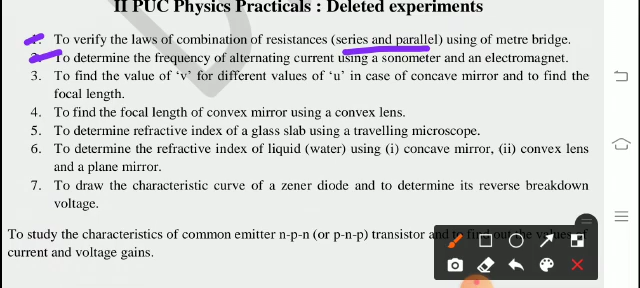 II PUC Physics Practicals : Deleted experiments
1. To verify the laws of combination of resistances (series and parallel) using of metre bridge.
2. To determine the frequency of alternating current using a sonometer and an electromagnet.
3. To find the value of ‘v’ for different values of ‘u’ in case of concave mirror and to find the
focal length.
4. To find the focal length of convex mirror using a convex lens.
5. To determine refractive index of a glass slab using a travelling microscope.
6. To determine the refractive index of liquid (water) using (i) concave mirror, (ii) convex lens
and a plane mirror.
7. To draw the characteristic curve of a zener diode and to determine its reverse breakdown
voltage.
To study the characteristics of common emitter n-p-n (or p-n-p) transistor and to find out the values of
current and voltage gains.